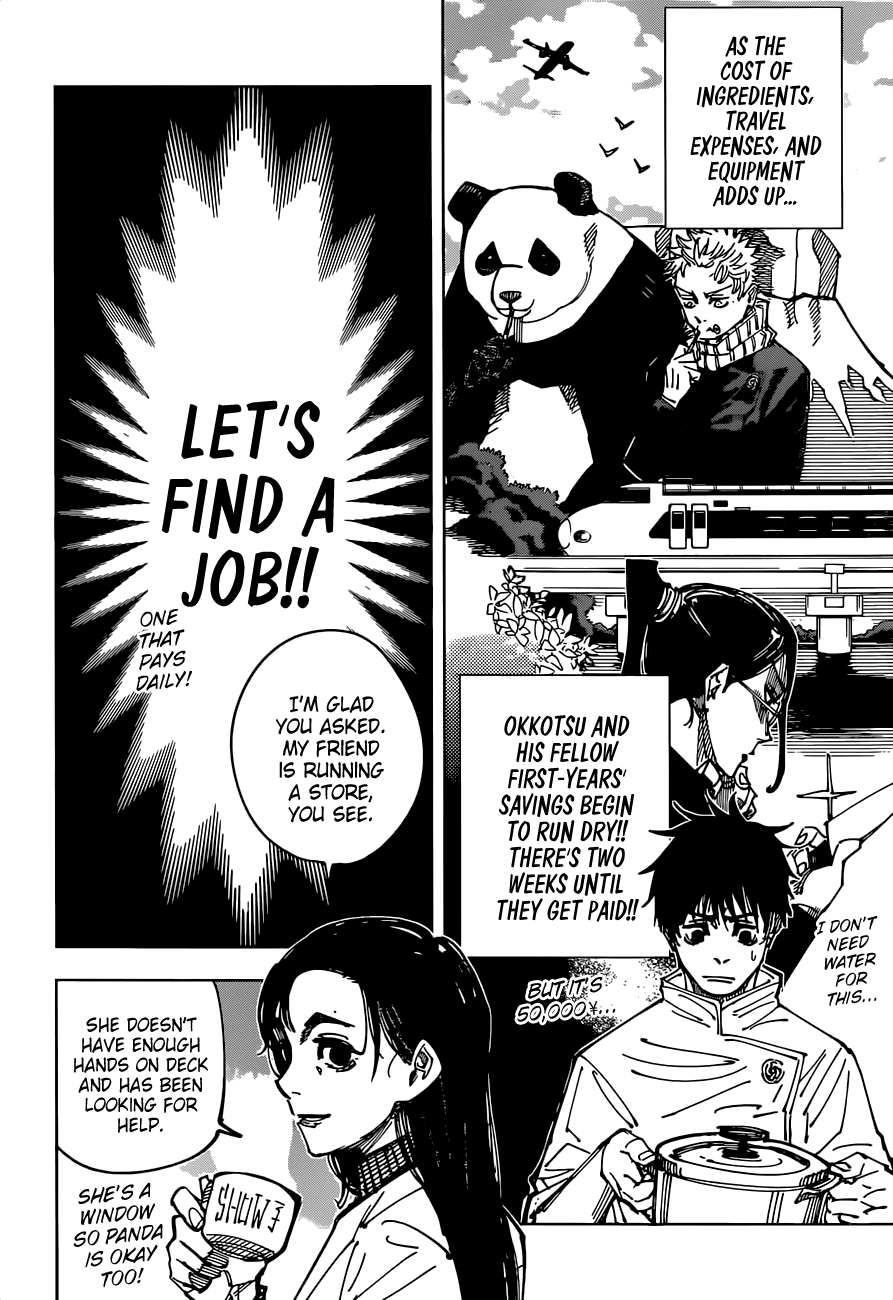 AS THE
COST OF
INGREDIENTS,
TRAVEL
EXPENSES, AND
EQUIPMENT
ADDS UP...
OKKOTSU AND
HIS FELLOW
FIRST-YEARS'
SAVINGS BEGIN
TO RUN DRY!!
THERE'S TWO
WEEKS UNTIL
THEY GET PAID!!
I DON'T
NEED
WATER
FOR
THIS...
BUT IT'S
50,000¥...
LET'S
FIND A
JOB!!
ONE
THAT
PAYS
DAILY!
I'M GLAD
YOU ASKED.
MY FRIEND
IS RUNNING
A STORE,
YOU SEE.
SHE DOESN'T
HAVE ENOUGH
HANDS ON DECK
AND HAS BEEN
LOOKING FOR
HELP.
SHE'S A
WINDOW
SO PANDA
IS OKAY
TOO!